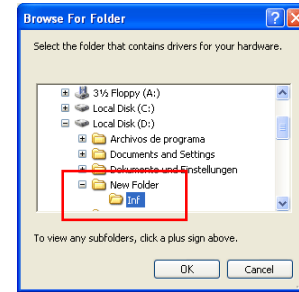 Browse For Folder
Select the folder that contains drivers for your hardware.
3½ Floppy (A:)
Local Disk (C:)
Local Disk (D:)
Archivos de programa
Documents and Settings
Dokumente und Einstellungen
New Folder
Inf
To view any subfolders, click a plus sign above.
OK Cancel